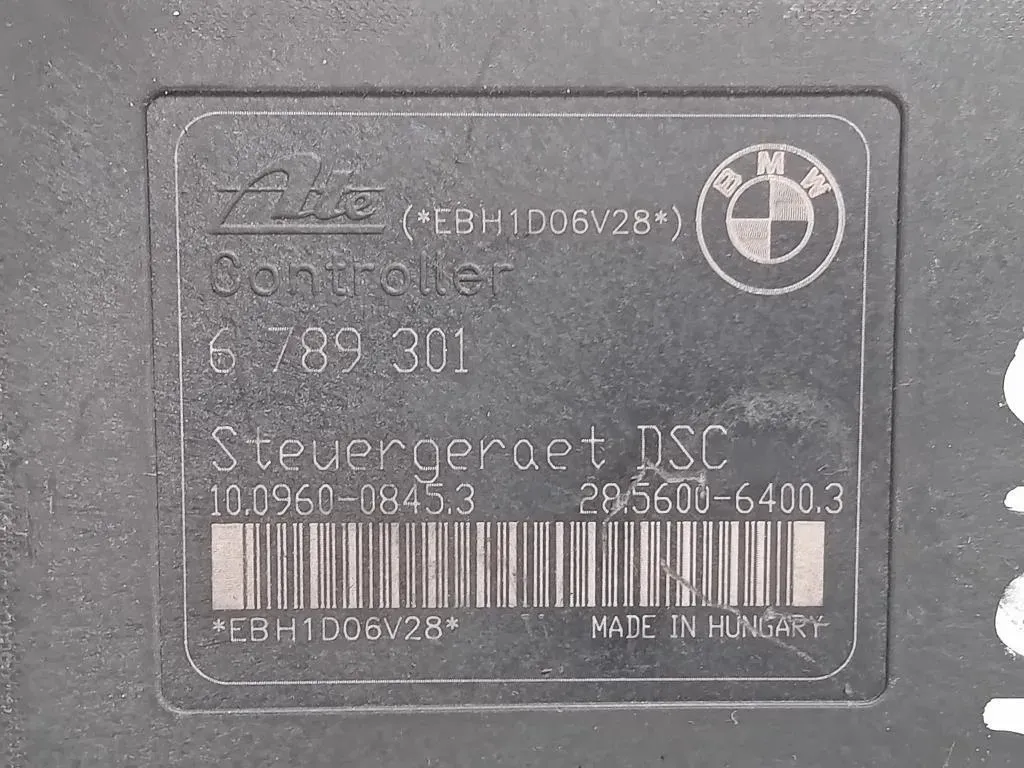 Ate (*EBH1D06V28*) BMW
Controller
6 789 301
Steuergeraet DSC
10.0960-0845.3 28.5600-6400.3
*EBH1D06V28* MADE IN HUNGARY